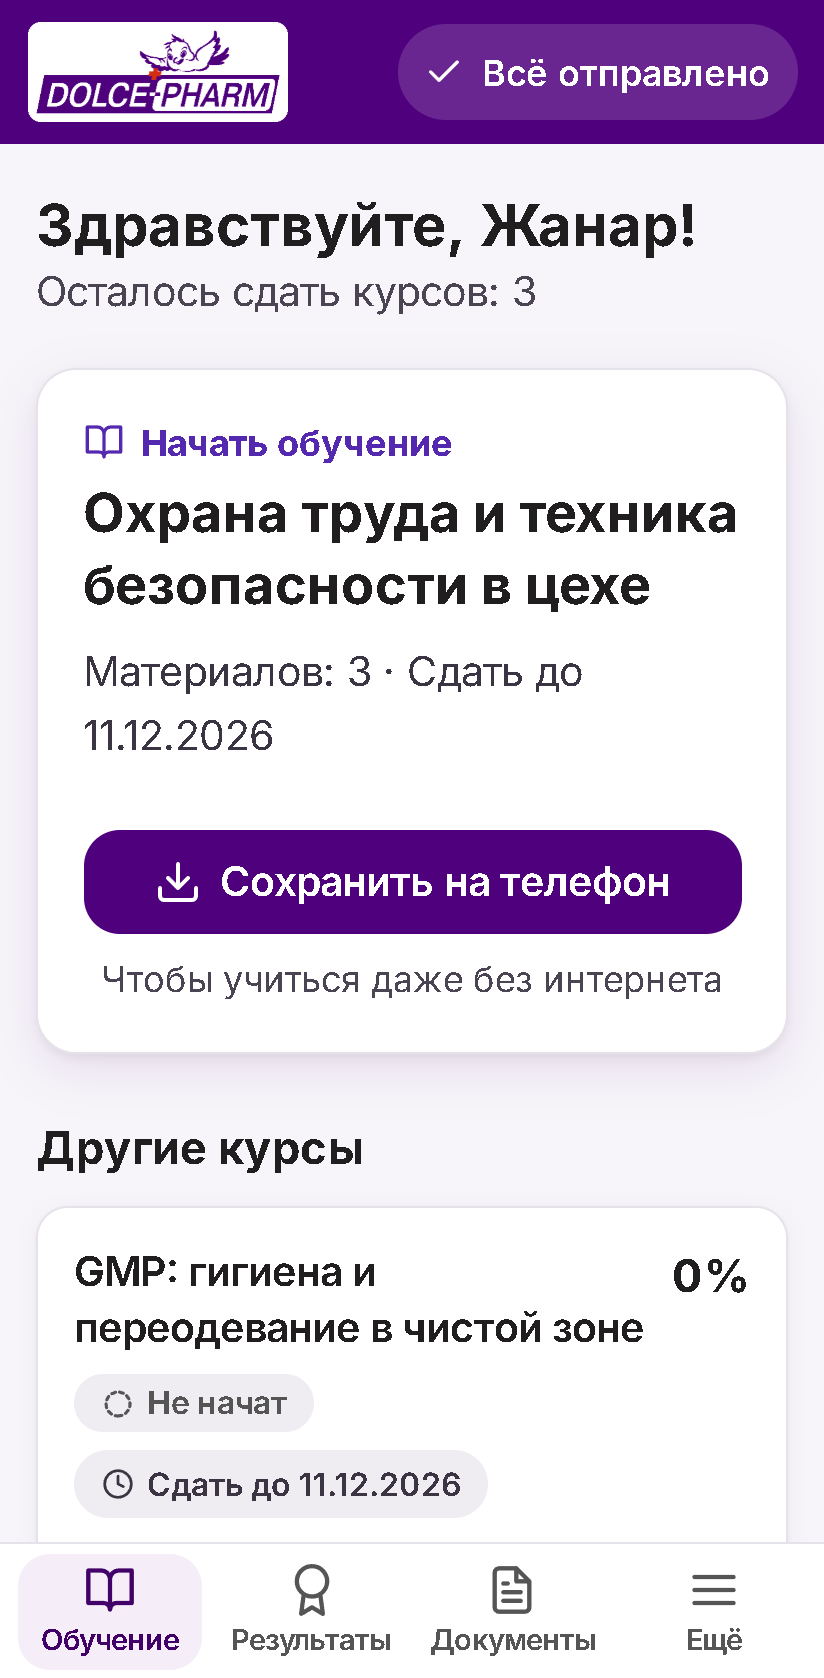 DOLCE-PHARM
Всё отправлено
Здравствуйте, Жанар!
Осталось сдать курсов: 3
Начать обучение
Охрана труда и техника
безопасности в цехе
Материалов: 3 · Сдать до
11.12.2026
Сохранить на телефон
Чтобы учиться даже без интернета
Другие курсы
GMP: гигиена и
переодевание в чистой зоне
0%
Не начат
Сдать до 11.12.2026
Обучение
Результаты
Документы
Ещё